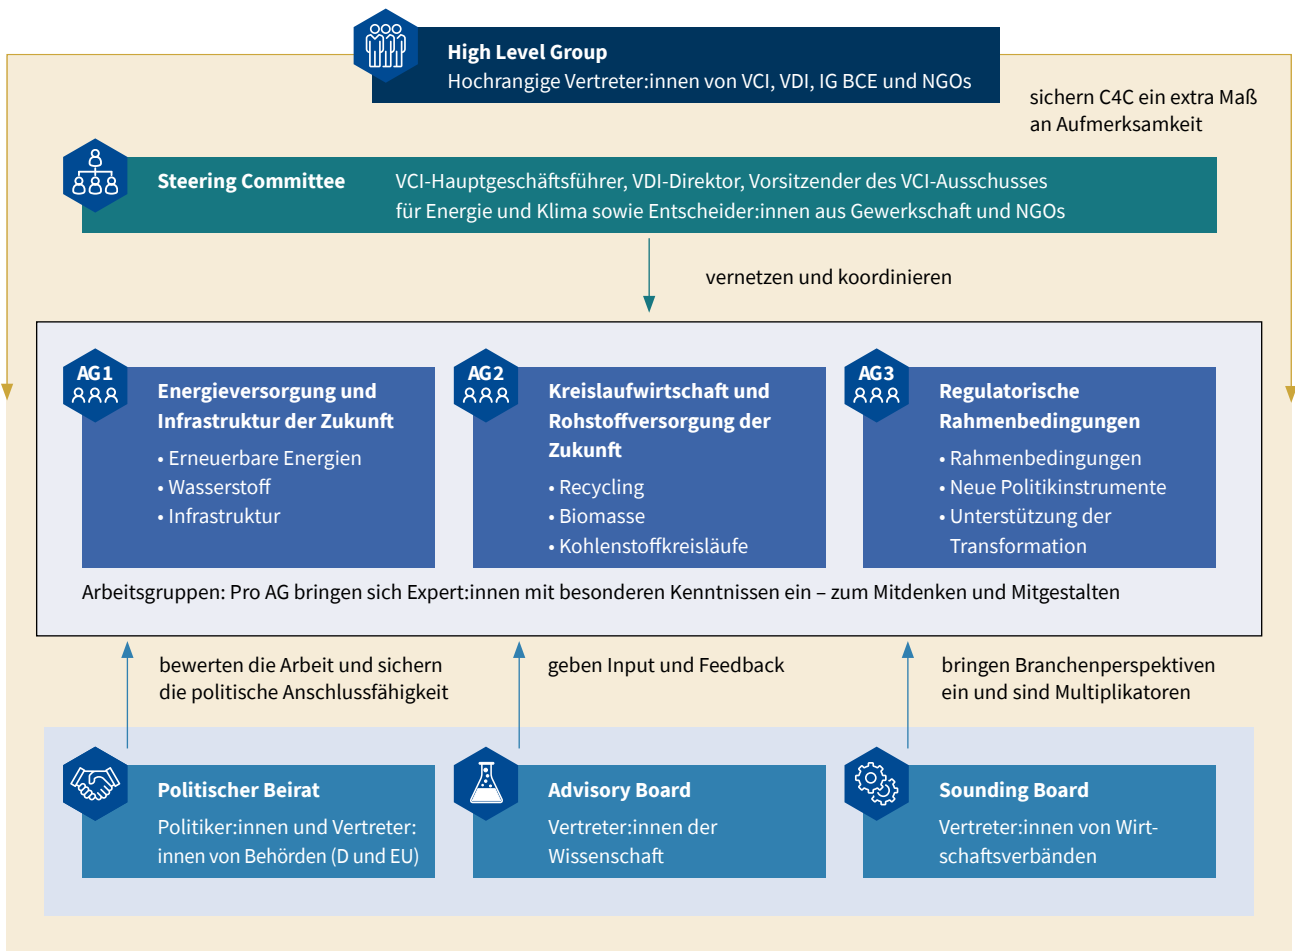 High Level Group
Hochrangige Vertreter:innen von VCI, VDI, IG BCE und NGOs
sichern C4C ein extra Maß
an Aufmerksamkeit
Steering Committee
VCI-Hauptgeschäftsführer, VDI-Direktor, Vorsitzender des VCI-Ausschusses
für Energie und Klima sowie Entscheider:innen aus Gewerkschaft und NGOs
vernetzen und koordinieren
AG1
Energieversorgung und
Infrastruktur der Zukunft
• Erneuerbare Energien
• Wasserstoff
• Infrastruktur
AG2
Kreislaufwirtschaft und
Rohstoffversorgung der
Zukunft
• Recycling
• Biomasse
• Kohlenstoffkreisläufe
AG3
Regulatorische
Rahmenbedingungen
• Rahmenbedingungen
• Neue Politikinstrumente
• Unterstützung der
Transformation
Arbeitsgruppen: Pro AG bringen sich Expert:innen mit besonderen Kenntnissen ein – zum Mitdenken und Mitgestalten
bewerten die Arbeit und sichern
die politische Anschlussfähigkeit
geben Input und Feedback
bringen Branchenperspektiven
ein und sind Multiplikatoren
Politischer Beirat
Politiker:innen und Vertreter:
innen von Behörden (D und EU)
Advisory Board
Vertreter:innen der
Wissenschaft
Sounding Board
Vertreter:innen von Wirt-
schaftsverbänden